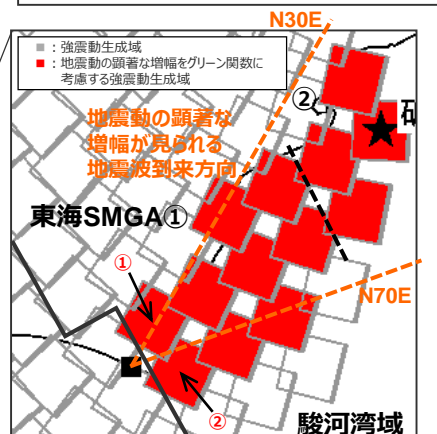 N30E
■：強震動生成域
■：地震動の顕著な増幅をグリーン関数に
考慮する強震動生成域
②
地震動の顕著な
増幅が見られる
地震波到来方向
東海SMGA①
①
N70E
②
駿河湾域